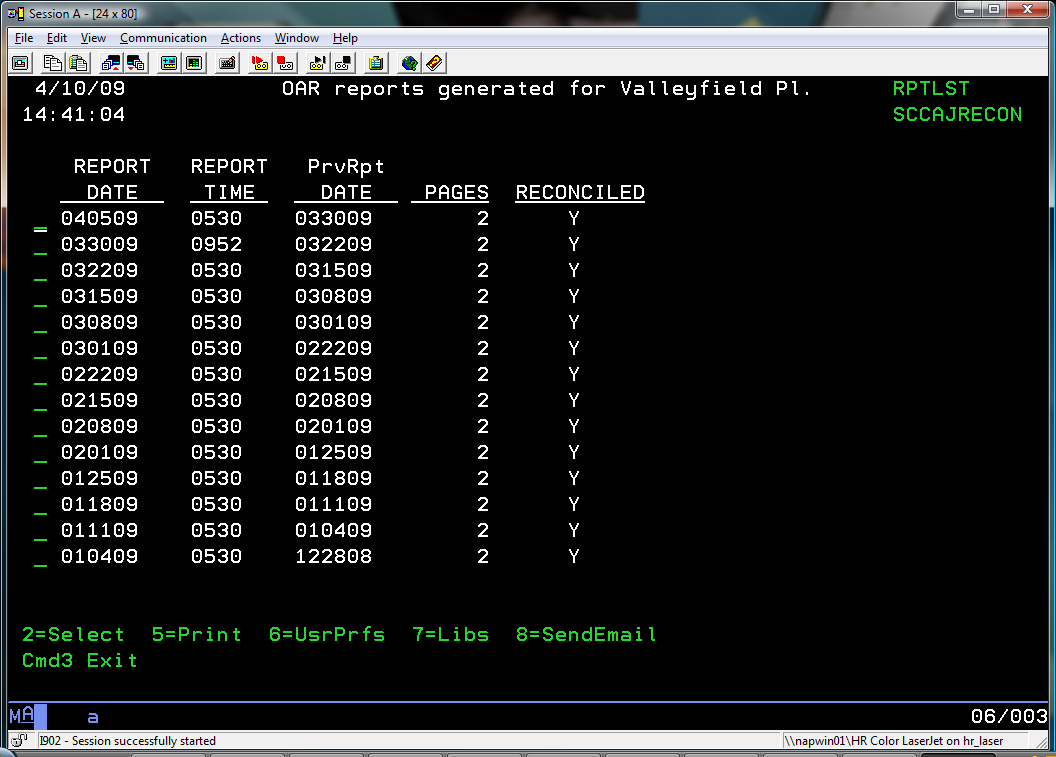 Session A - [24 x 80]
File Edit View Communication Actions Window Help
4/10/09 OAR reports generated for Valleyfield Pl. RPTLST
14:41:04 SCCAJRECON
REPORT REPORT PrvRpt
DATE TIME DATE PAGES RECONCILED
_ 040509 0530 033009 2 Y
_ 033009 0952 032209 2 Y
_ 032209 0530 031509 2 Y
_ 031509 0530 030809 2 Y
_ 030809 0530 030109 2 Y
_ 030109 0530 022209 2 Y
_ 022209 0530 021509 2 Y
_ 021509 0530 020809 2 Y
_ 020809 0530 020109 2 Y
_ 020109 0530 012509 2 Y
_ 012509 0530 011809 2 Y
_ 011809 0530 011109 2 Y
_ 011109 0530 010409 2 Y
_ 010409 0530 122808 2 Y
2=Select 5=Print 6=UsrPrfs 7=Libs 8=SendEmail
Cmd3 Exit
MA a 06/003
I902 - Session successfully started \\napwin01\HR Color LaserJet on hr_laser